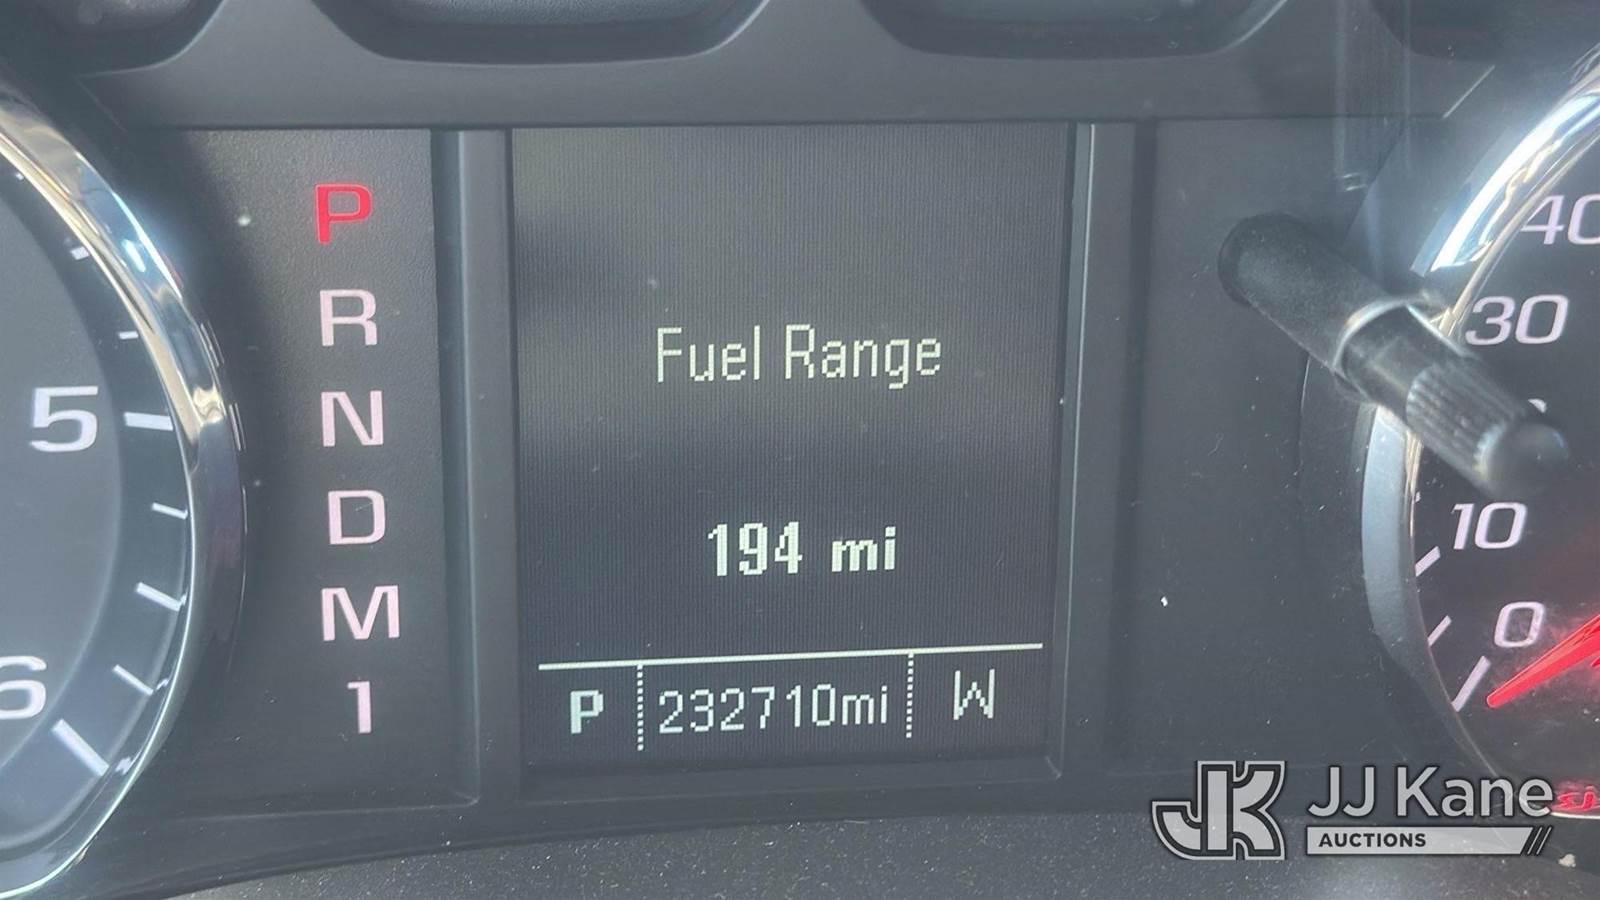 P
R
N
D
M
1
5
6
Fuel Range
194 mi
P 232710mi W
40
30
10
0
JK JJ Kane
AUCTIONS